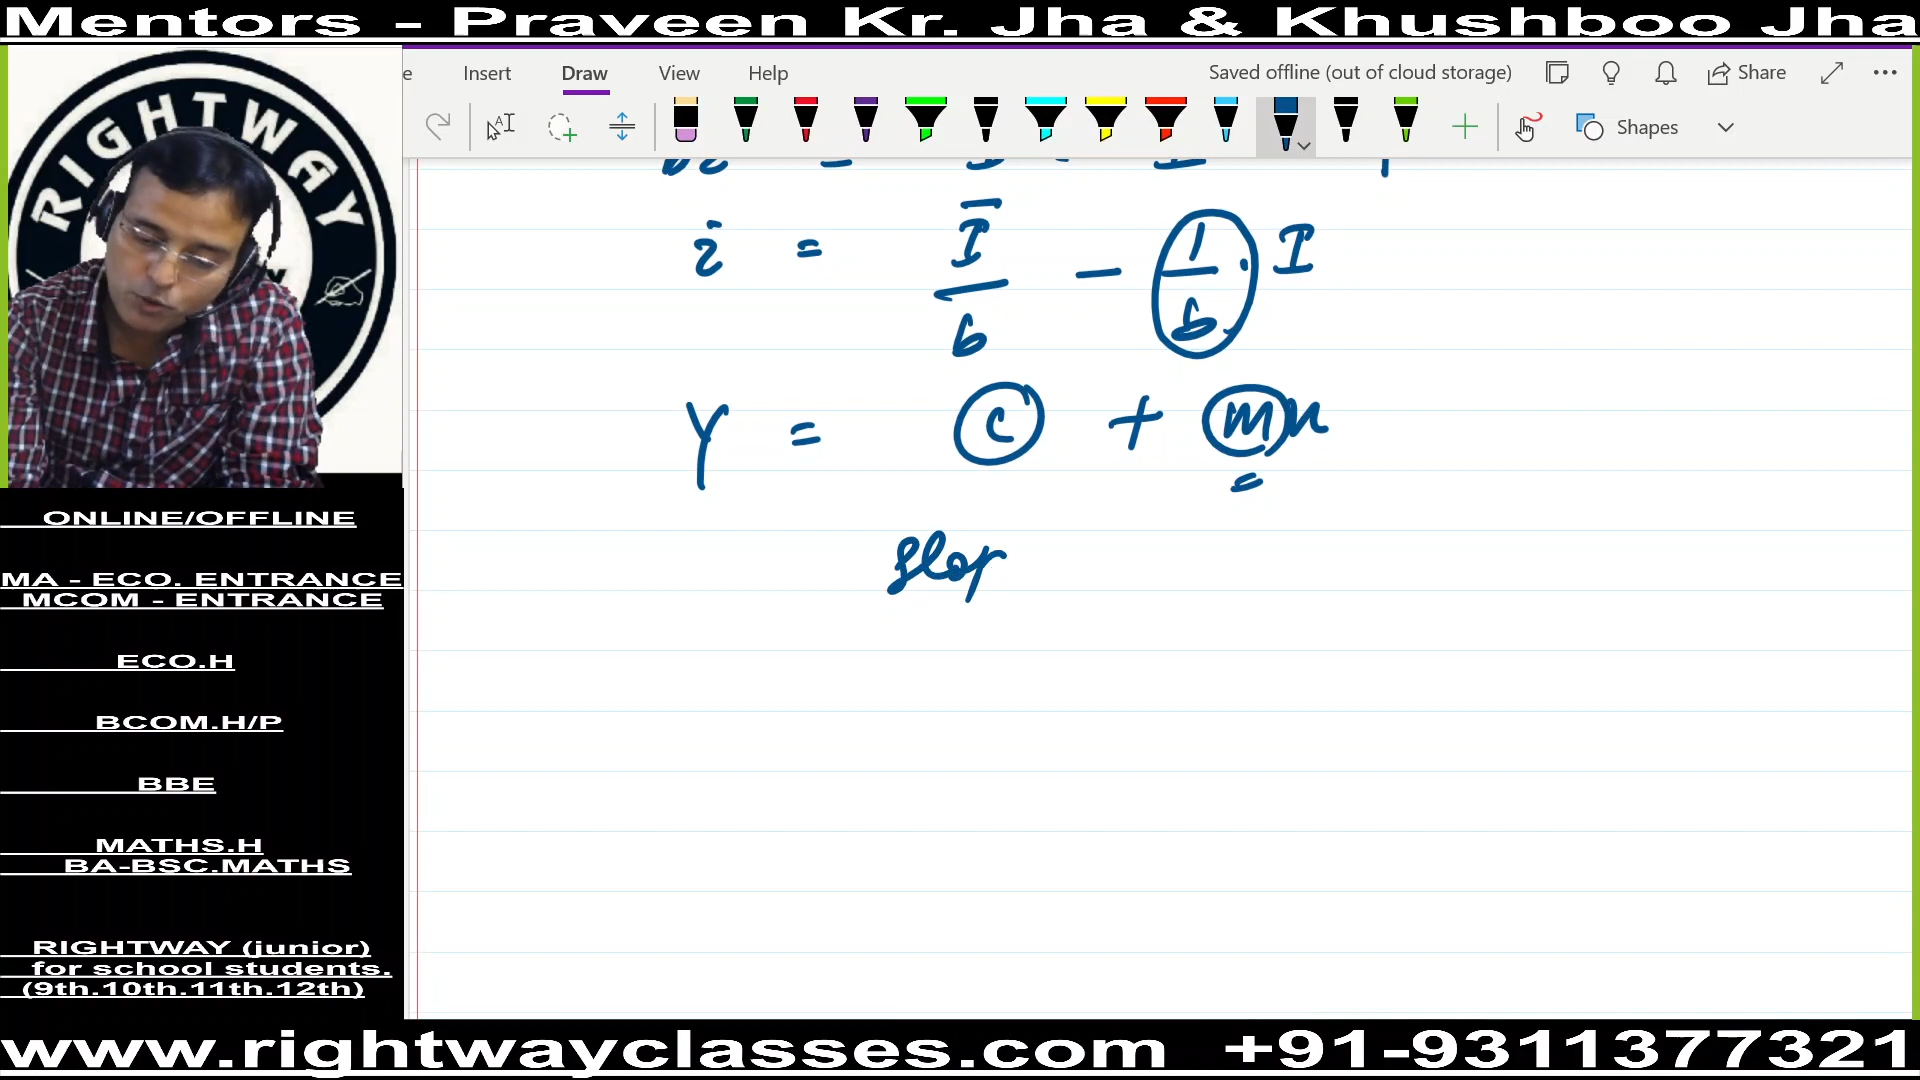 Mentors - Praveen Kr. Jha & Khushboo Jha
e Insert Draw View Help
Saved offline (out of cloud storage) Share
Shapes
RIGHTWAY
i = Ī/b - 1/b · I
Y = c + mx
slop
ONLINE/OFFLINE
MA - ECO. ENTRANCE
MCOM - ENTRANCE
ECO.H
BCOM.H/P
BBE
MATHS.H
BA-BSC.MATHS
RIGHTWAY (junior)
for school students.
(9th.10th.11th.12th)
www.rightwayclasses.com +91-9311377321